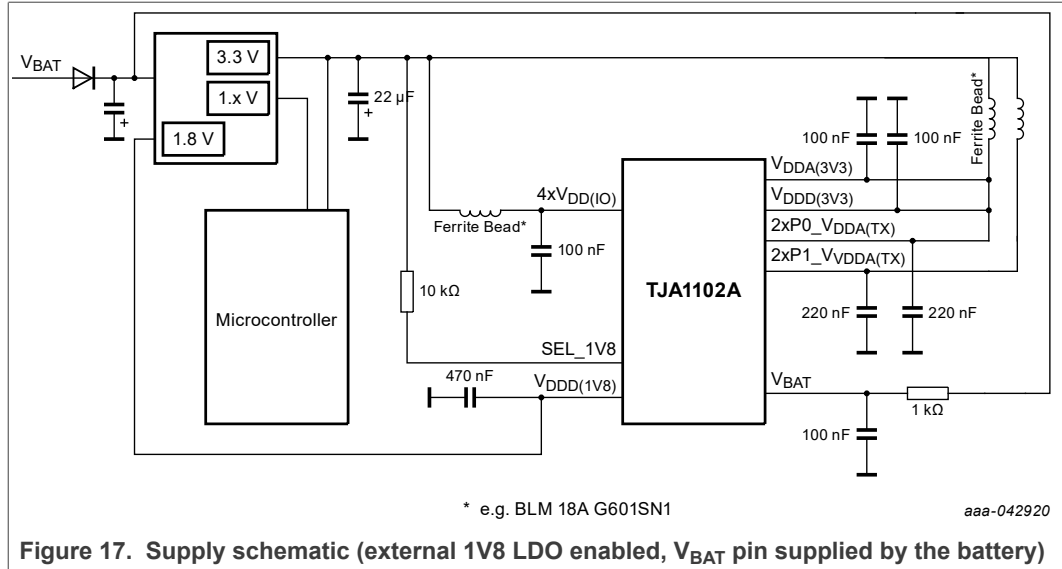 VBAT
3.3 V
1.x V
1.8 V
+
22 µF
+
Microcontroller
Ferrite Bead*
100 nF
10 kΩ
470 nF
4xVDD(IO)
SEL_1V8
VDDD(1V8)
TJA1102A
100 nF
100 nF
Ferrite Bead*
VDDA(3V3)
VDDD(3V3)
2xP0_VDDA(TX)
2xP1_VVDDA(TX)
220 nF
220 nF
VBAT
1 kΩ
100 nF
* e.g. BLM 18A G601SN1
aaa-042920
Figure 17. Supply schematic (external 1V8 LDO enabled, VBAT pin supplied by the battery)